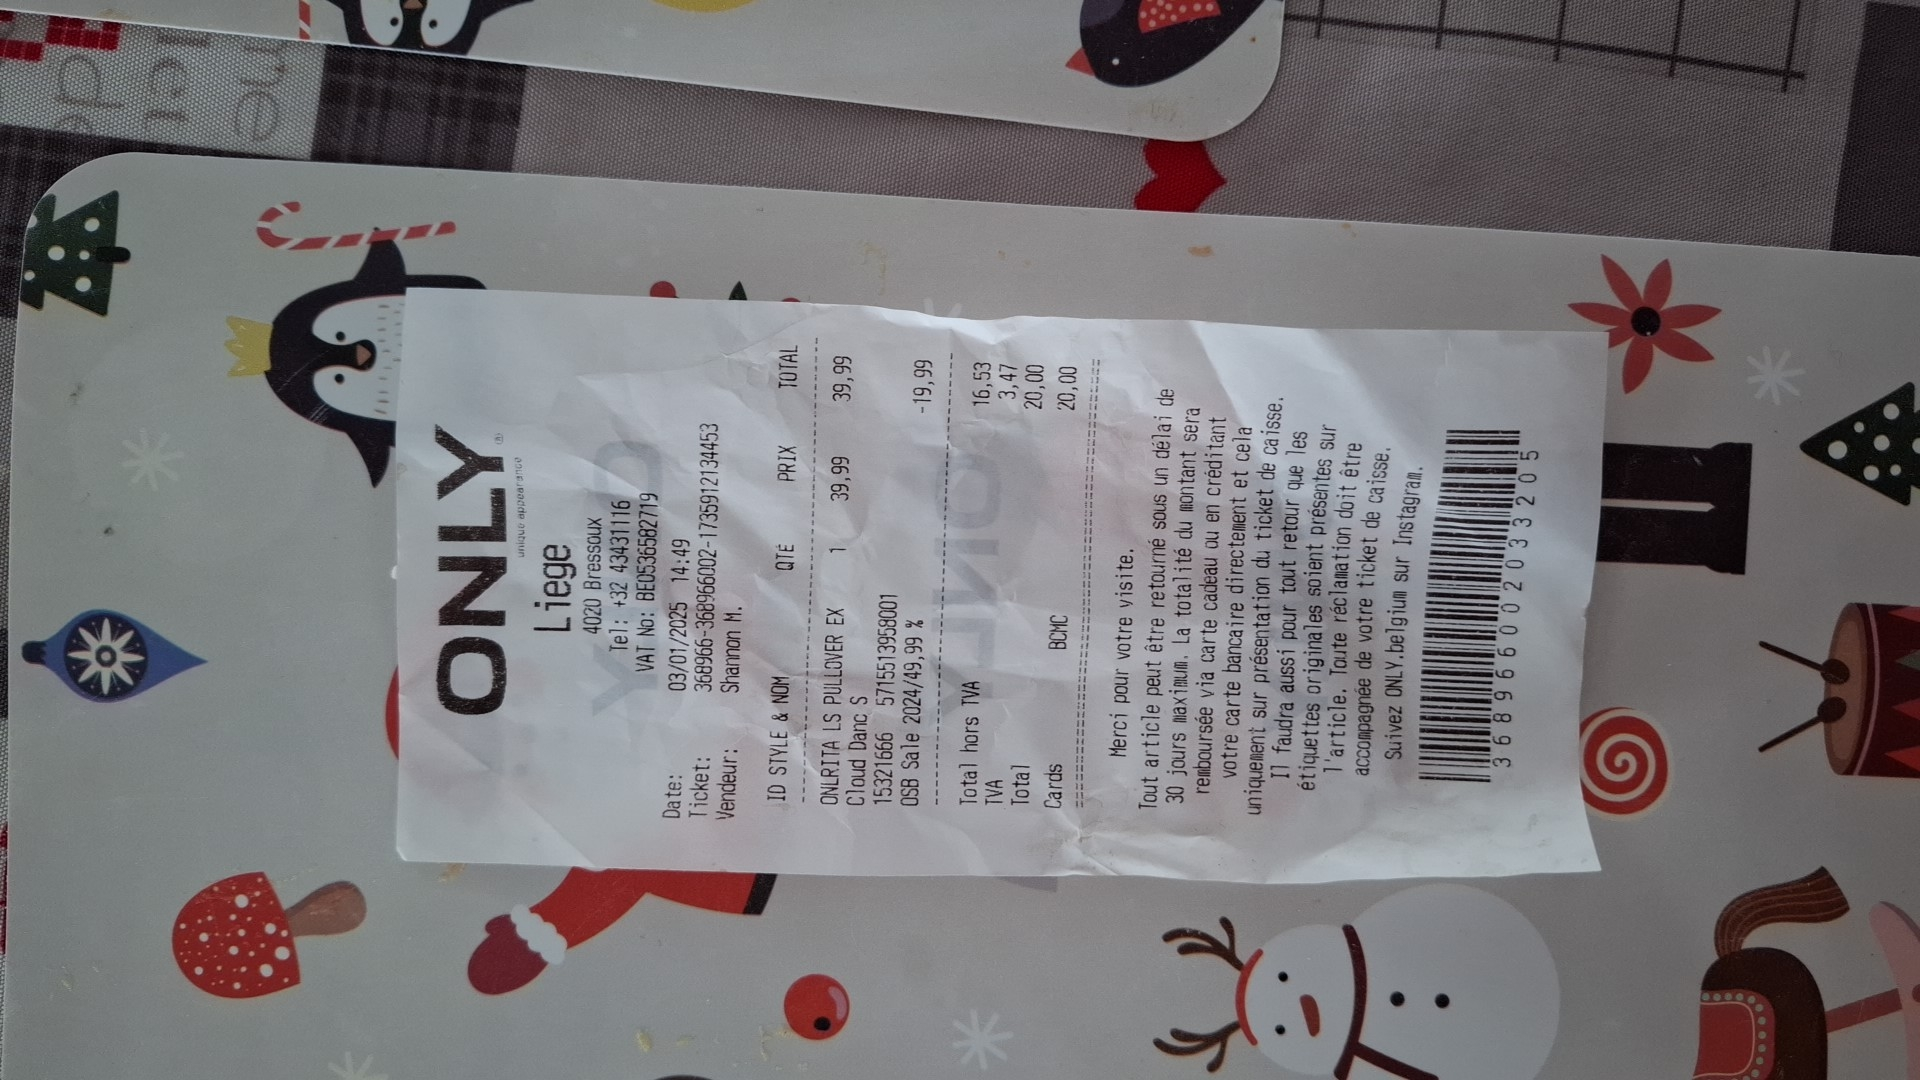 ONLY
unique appearance
Liege
4020 Bressoux
Tel: +32 43431116
VAT No: BE0536582719
Date: 03/01/2025 14:49
Ticket: 368966-3689666002-1735912134453
Vendeur: Shannon M.
ID STYLE & NOM QTE PRIX TOTAL
ONLRITA LS PULLOVER EX 1 39,99 39,99
Cloud Danc S
15321666 5715513958001
OSB Sale 2024/49,99 % -19,99
Total hors TVA 16,53
TVA 3,47
Total 20,00
Cards BCMC 20,00
Merci pour votre visite.
Tout article peut être retourné sous un délai de
30 jours maximum. La totalité du montant sera
remboursée via carte cadeau ou en créditant
votre carte bancaire directement et cela
uniquement sur présentation du ticket de caisse.
Il faudra aussi pour tout retour que les
étiquettes originales soient présentes sur
l'article. Toute réclamation doit être
accompagnée de votre ticket de caisse.
Suivez ONLY.belgium sur Instagram.
368966002033205